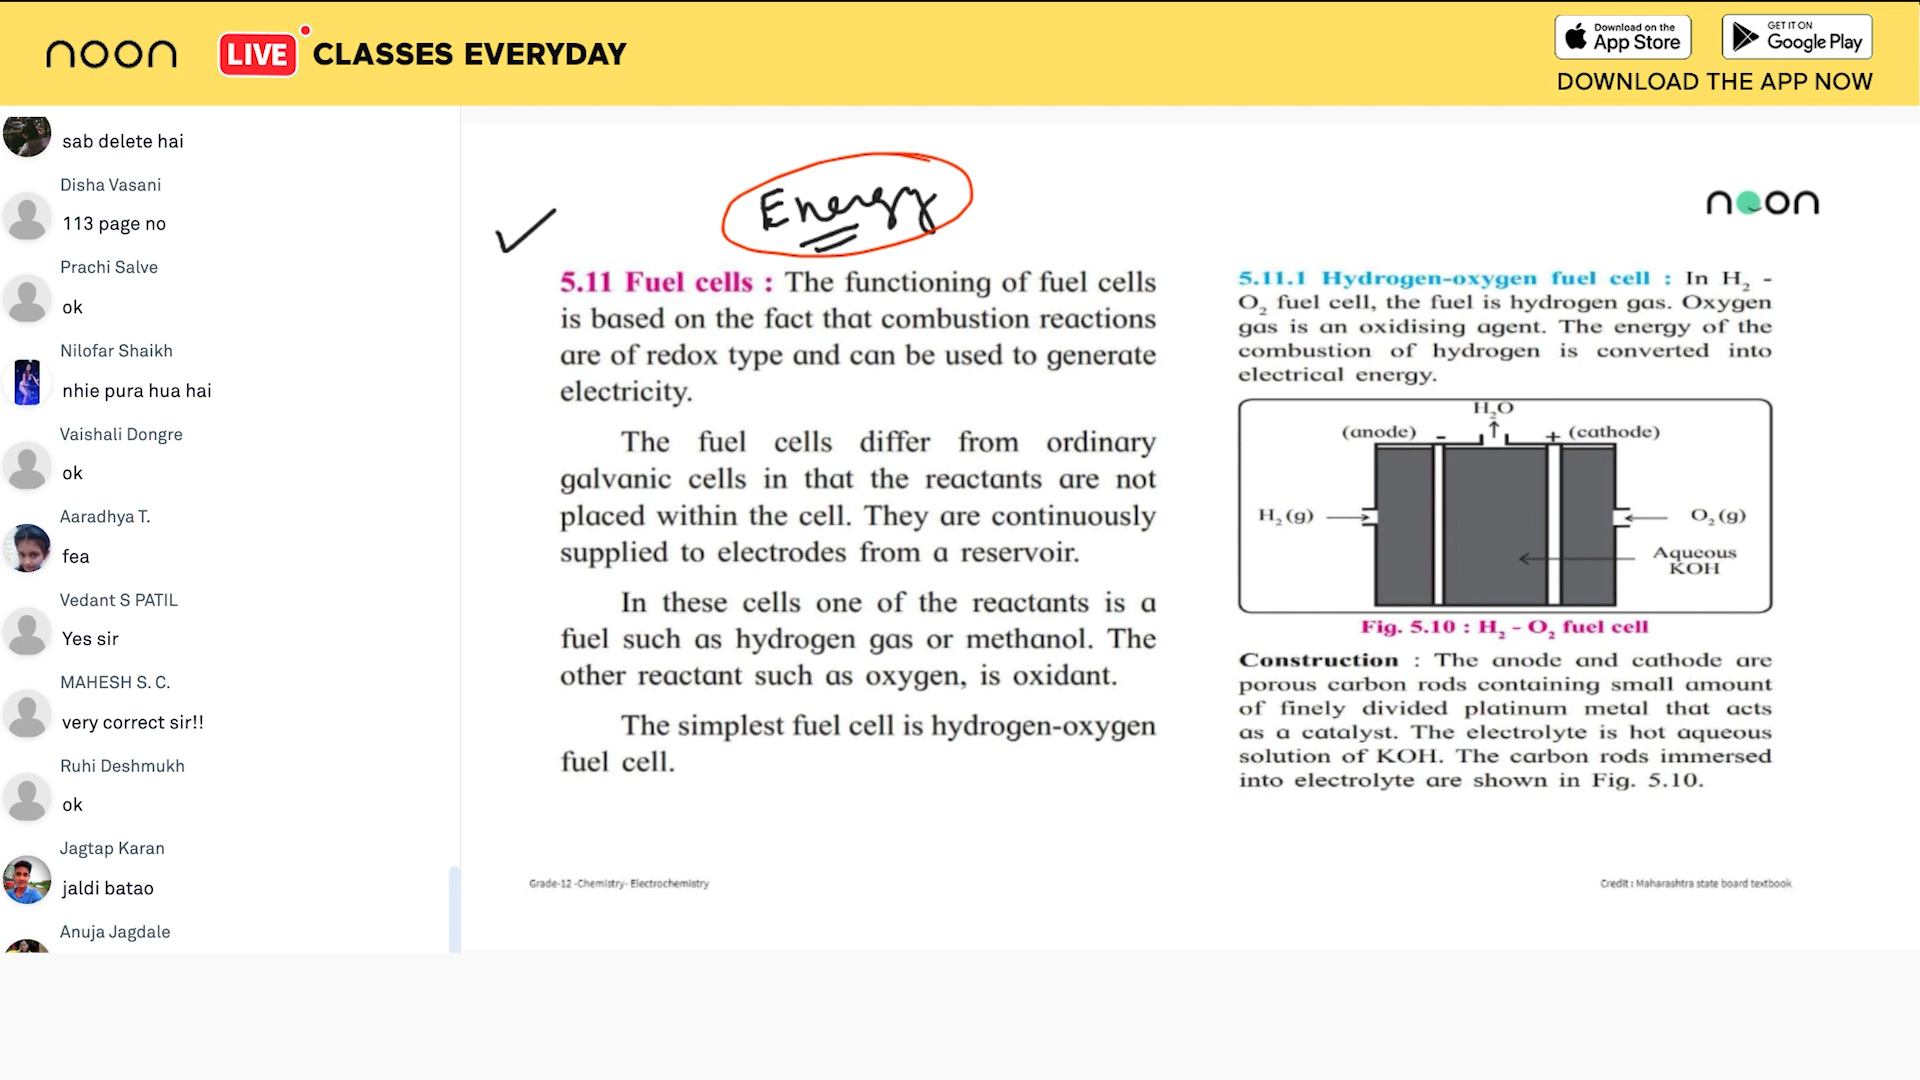 noon LIVE CLASSES EVERYDAY
Download on the App Store
GET IT ON Google Play
DOWNLOAD THE APP NOW
sab delete hai
Disha Vasani
113 page no
Prachi Salve
ok
Nilofar Shaikh
nhie pura hua hai
Vaishali Dongre
ok
Aaradhya T.
fea
Vedant S PATIL
Yes sir
MAHESH S. C.
very correct sir!!
Ruhi Deshmukh
ok
Jagtap Karan
jaldi batao
Anuja Jagdale
Energy
noon
5.11 Fuel cells : The functioning of fuel cells
is based on the fact that combustion reactions
are of redox type and can be used to generate
electricity.
The fuel cells differ from ordinary
galvanic cells in that the reactants are not
placed within the cell. They are continuously
supplied to electrodes from a reservoir.
In these cells one of the reactants is a
fuel such as hydrogen gas or methanol. The
other reactant such as oxygen, is oxidant.
The simplest fuel cell is hydrogen-oxygen
fuel cell.
5.11.1 Hydrogen-oxygen fuel cell : In H₂ -
O₂ fuel cell, the fuel is hydrogen gas. Oxygen
gas is an oxidising agent. The energy of the
combustion of hydrogen is converted into
electrical energy.
H₂O
(anode) - + (cathode)
H₂(g)
O₂(g)
Aqueous
KOH
Fig. 5.10 : H₂ - O₂ fuel cell
Construction : The anode and cathode are
porous carbon rods containing small amount
of finely divided platinum metal that acts
as a catalyst. The electrolyte is hot aqueous
solution of KOH. The carbon rods immersed
into electrolyte are shown in Fig. 5.10.
Grade-12 -Chemistry- Electrochemistry
Credit : Maharashtra state board textbook